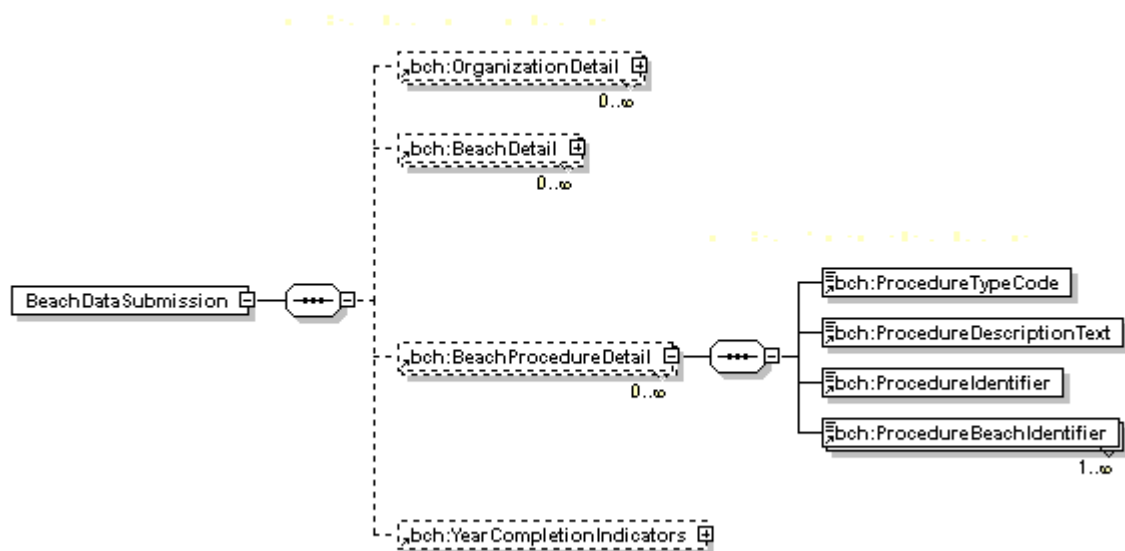 bch:OrganizationDetail
0..∞
bch:BeachDetail
0..∞
BeachDataSubmission
bch:BeachProcedureDetail
0..∞
bch:ProcedureTypeCode
bch:ProcedureDescriptionText
bch:ProcedureIdentifier
bch:ProcedureBeachIdentifier
1..∞
bch:YearCompletionIndicators